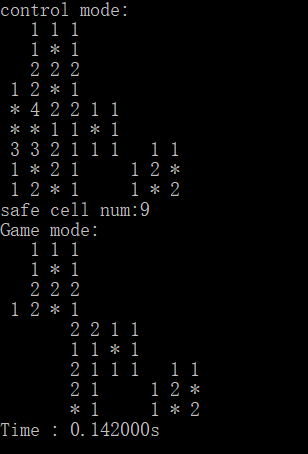 control mode:
   1 1 1
   1 * 1
   2 2 2
 1 2 * 1
 * 4 2 2 1 1
 * * 1 1 * 1
 3 3 2 1 1 1   1 1
 1 * 2 1     1 2 *
 1 2 * 1     1 * 2
safe cell num:9
Game mode:
   1 1 1
   1 * 1
   2 2 2
 1 2 * 1
       2 2 1 1
       1 1 * 1
       2 1 1 1   1 1
       2 1     1 2 *
       * 1     1 * 2
Time : 0.142000s